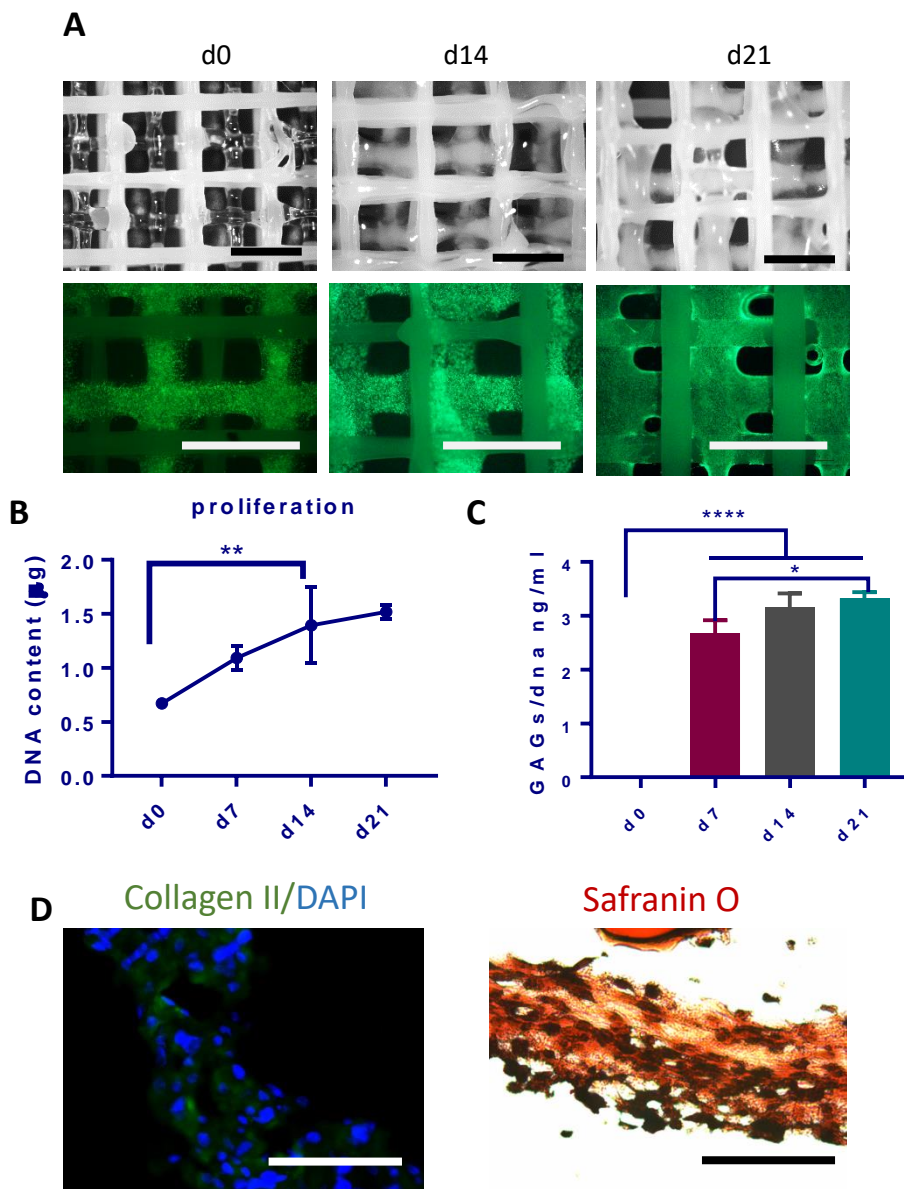 A
d0 d14 d21
B
proliferation
**
DNA content (µg)
2.0
1.5
1.0
0.5
0.0
d0 d7 d14 d21
C
****
*
GAGs/dna ng/ml
4
3
2
1
0
d0 d7 d14 d21
D
Collagen II/DAPI
Safranin O